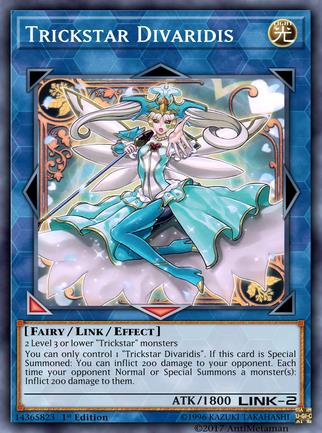 TRICKSTAR DIVARIDIS
LIGHT
光
[FAIRY / LINK / EFFECT]
2 Level 3 or lower "Trickstar" monsters
You can only control 1 "Trickstar Divaridis". If this card is Special
Summoned: You can inflict 200 damage to your opponent. Each
time your opponent Normal or Special Summons a monster(s):
Inflict 200 damage to them.
ATK/1800 LINK-2
14365823 1st Edition
©1996 KAZUKI TAKAHASHI
©2017 AntiMetaman